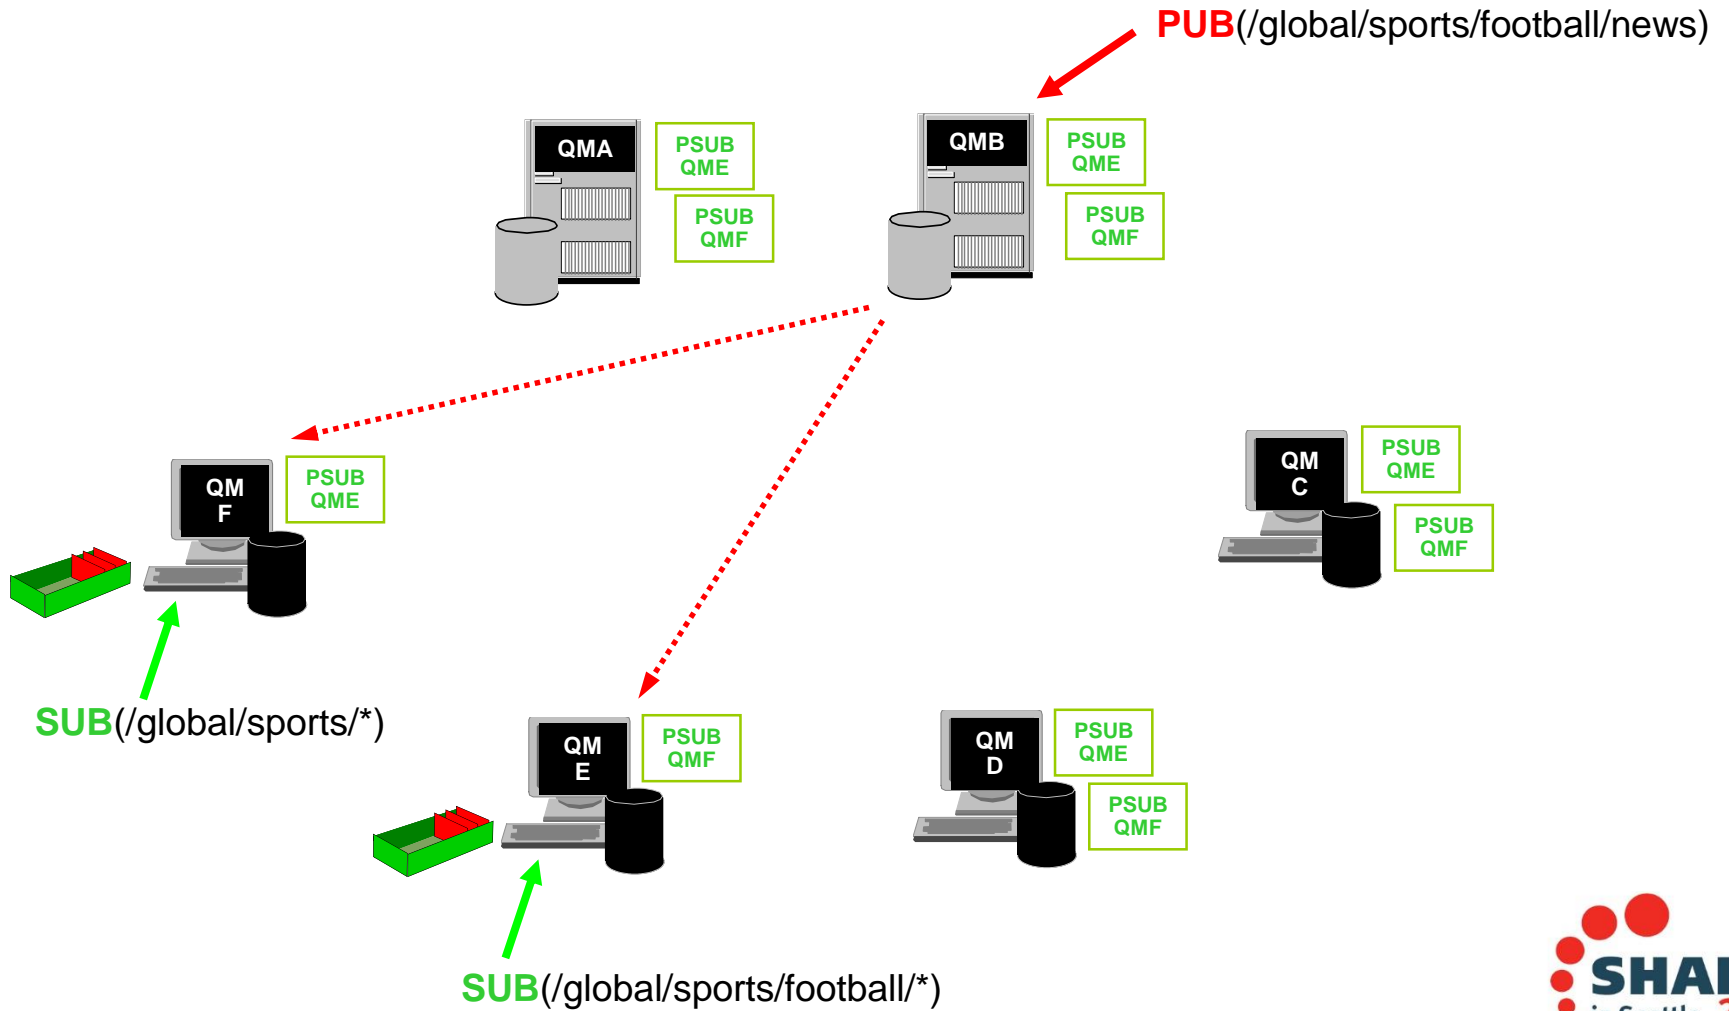 PUB(/global/sports/football/news)
QMA
PSUB
QME
PSUB
QMF
QMB
PSUB
QME
PSUB
QMF
QM
F
PSUB
QME
QM
C
PSUB
QME
PSUB
QMF
SUB(/global/sports/*)
QM
E
PSUB
QMF
QM
D
PSUB
QME
PSUB
QMF
SUB(/global/sports/football/*)